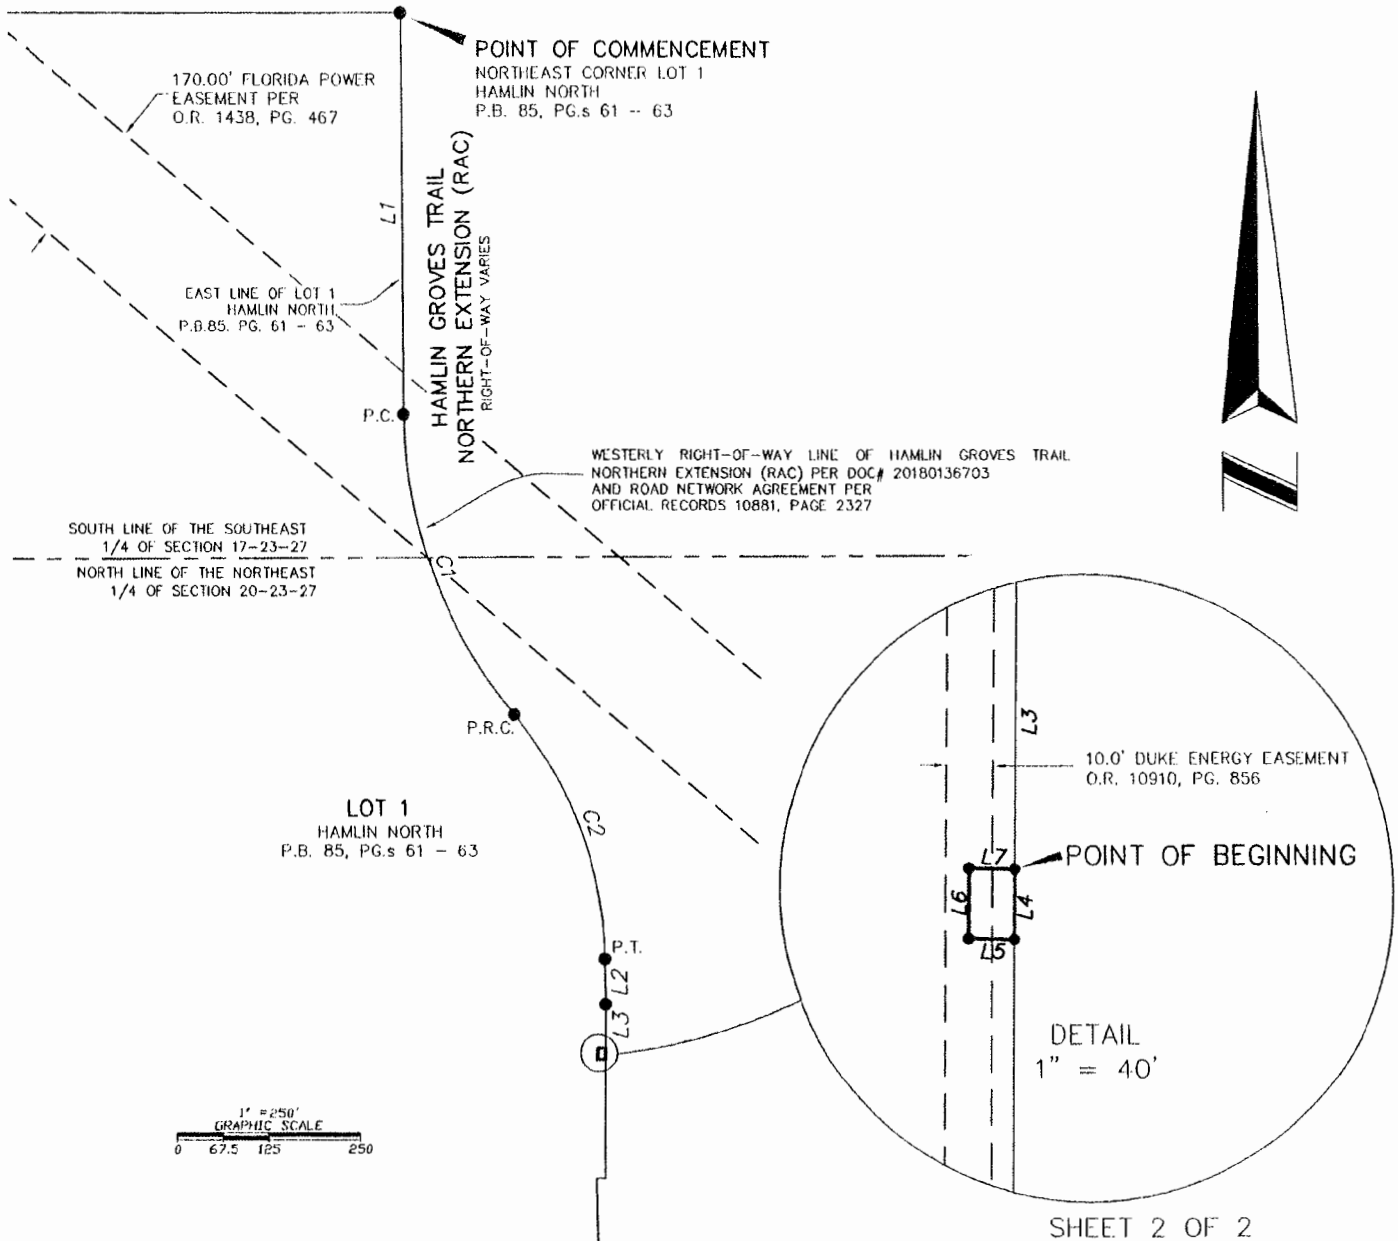 POINT OF COMMENCEMENT
NORTHEAST CORNER LOT 1
HAMLIN NORTH
P.B. 85, PG.s 61 -- 63
170.00' FLORIDA POWER
EASEMENT PER
O.R. 1438, PG. 467
L1
HAMLIN GROVES TRAIL
NORTHERN EXTENSION (RAC)
RIGHT-OF-WAY VARIES
EAST LINE OF LOT 1
HAMLIN NORTH
P.B.85. PG. 61 - 63
P.C.
WESTERLY RIGHT-OF-WAY LINE OF HAMLIN GROVES TRAIL
NORTHERN EXTENSION (RAC) PER DOC# 20180136703
AND ROAD NETWORK AGREEMENT PER
OFFICIAL RECORDS 10881, PAGE 2327
SOUTH LINE OF THE SOUTHEAST
1/4 OF SECTION 17-23-27
NORTH LINE OF THE NORTHEAST
1/4 OF SECTION 20-23-27
C1
P.R.C.
LOT 1
HAMLIN NORTH
P.B. 85, PG.s 61 - 63
C2
P.T.
L2
L3
L3
10.0' DUKE ENERGY EASEMENT
O.R. 10910, PG. 856
L7
POINT OF BEGINNING
L6
L4
L5
DETAIL
1" = 40'
1" =250'
GRAPHIC SCALE
0 67.5 125 250
SHEET 2 OF 2